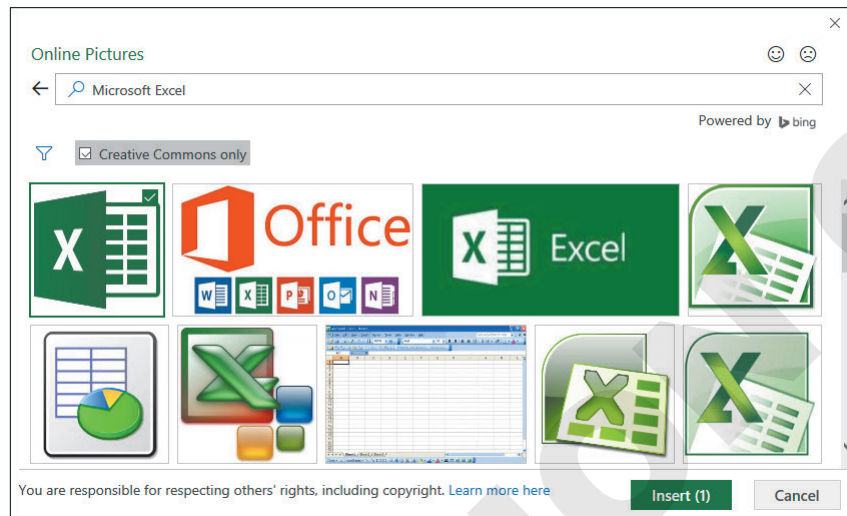 Online Pictures
Microsoft Excel
Powered by bing
Creative Commons only
X
Office
W X P O N
X Excel
You are responsible for respecting others' rights, including copyright. Learn more here
Insert (1)
Cancel